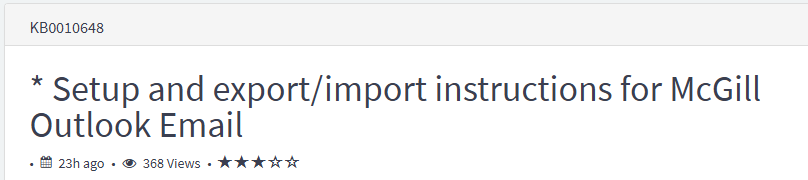 KB0010648
* Setup and export/import instructions for McGill
Outlook Email
• 23h ago • 368 Views • ★★★☆☆